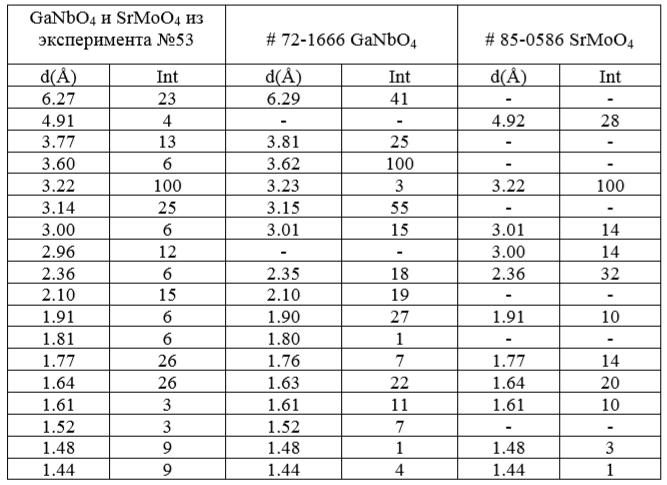 GaNbO₄ и SrMoO₄ из эксперимента №53 # 72-1666 GaNbO₄ # 85-0586 SrMoO₄
d(Å) Int d(Å) Int d(Å) Int
6.27 23 6.29 41 - -
4.91 4 - - 4.92 28
3.77 13 3.81 25 - -
3.60 6 3.62 100 - -
3.22 100 3.23 3 3.22 100
3.14 25 3.15 55 - -
3.00 6 3.01 15 3.01 14
2.96 12 - - 3.00 14
2.36 6 2.35 18 2.36 32
2.10 15 2.10 19 - -
1.91 6 1.90 27 1.91 10
1.81 6 1.80 1 - -
1.77 26 1.76 7 1.77 14
1.64 26 1.63 22 1.64 20
1.61 3 1.61 11 1.61 10
1.52 3 1.52 7 - -
1.48 9 1.48 1 1.48 3
1.44 9 1.44 4 1.44 1